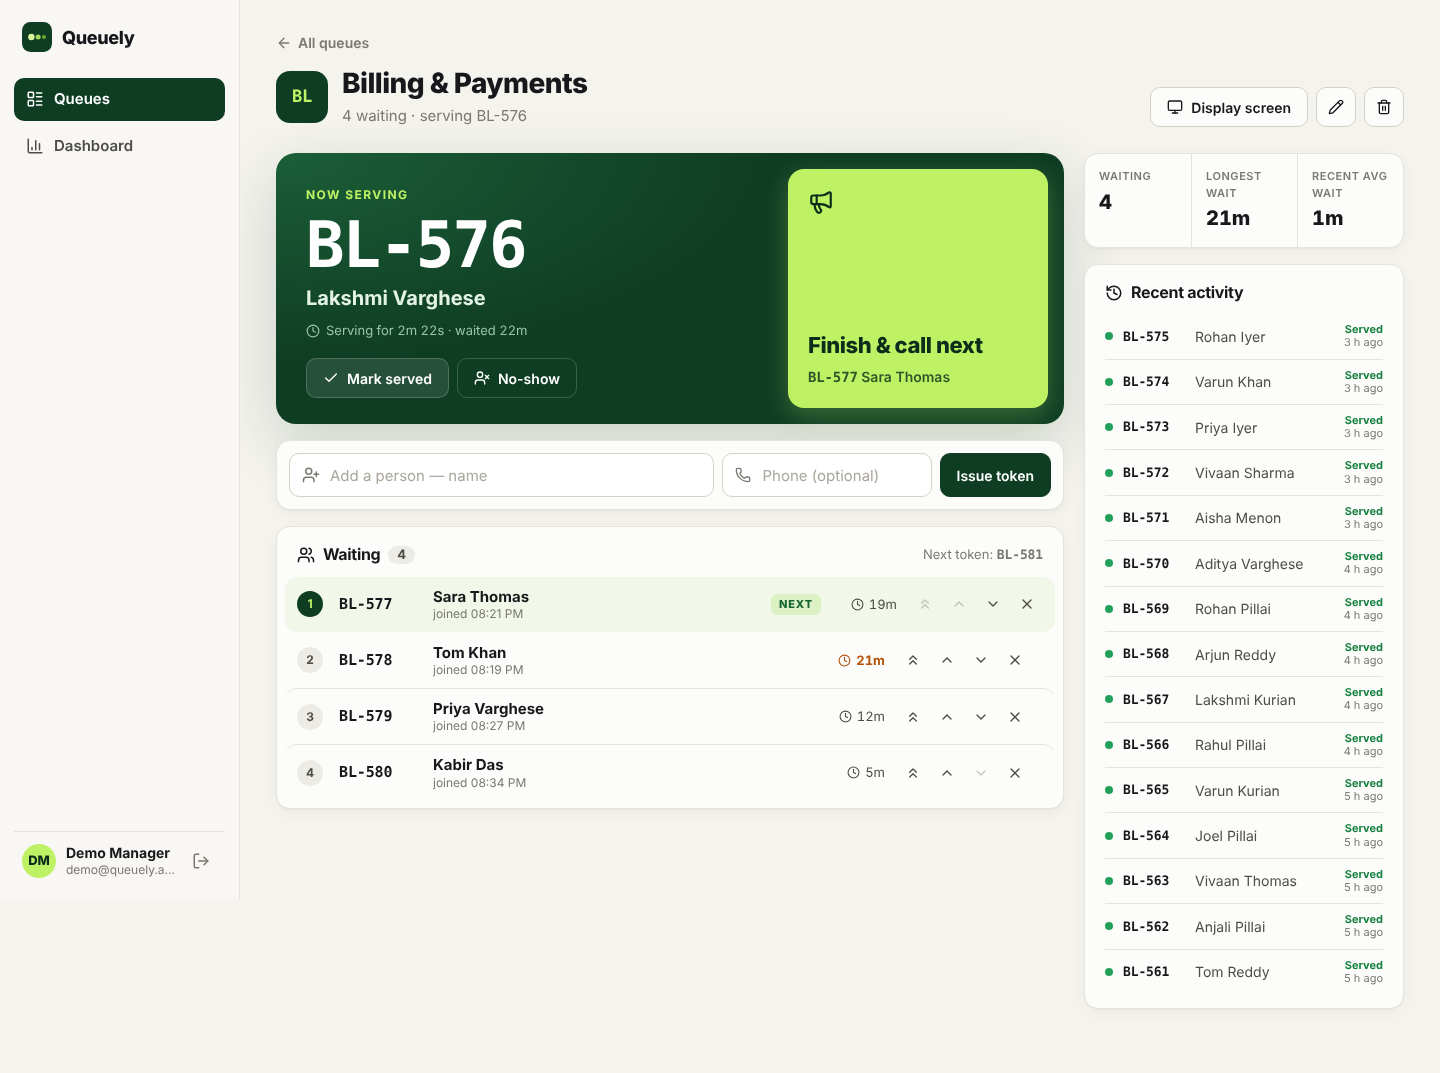 Queuely
Queues
Dashboard
DM
Demo Manager
demo@queuely.a...
All queues
BL
Billing & Payments
4 waiting · serving BL-576
Display screen
NOW SERVING
BL-576
Lakshmi Varghese
Serving for 2m 22s · waited 22m
Mark served
No-show
Finish & call next
BL-577 Sara Thomas
Add a person — name
Phone (optional)
Issue token
Waiting 4
Next token: BL-581
1 BL-577 Sara Thomas NEXT 19m
joined 08:21 PM
2 BL-578 Tom Khan 21m
joined 08:19 PM
3 BL-579 Priya Varghese 12m
joined 08:27 PM
4 BL-580 Kabir Das 5m
joined 08:34 PM
WAITING
4
LONGEST
WAIT
21m
RECENT AVG
WAIT
1m
Recent activity
BL-575 Rohan Iyer Served
3 h ago
BL-574 Varun Khan Served
3 h ago
BL-573 Priya Iyer Served
3 h ago
BL-572 Vivaan Sharma Served
3 h ago
BL-571 Aisha Menon Served
3 h ago
BL-570 Aditya Varghese Served
4 h ago
BL-569 Rohan Pillai Served
4 h ago
BL-568 Arjun Reddy Served
4 h ago
BL-567 Lakshmi Kurian Served
4 h ago
BL-566 Rahul Pillai Served
4 h ago
BL-565 Varun Kurian Served
5 h ago
BL-564 Joel Pillai Served
5 h ago
BL-563 Vivaan Thomas Served
5 h ago
BL-562 Anjali Pillai Served
5 h ago
BL-561 Tom Reddy Served
5 h ago